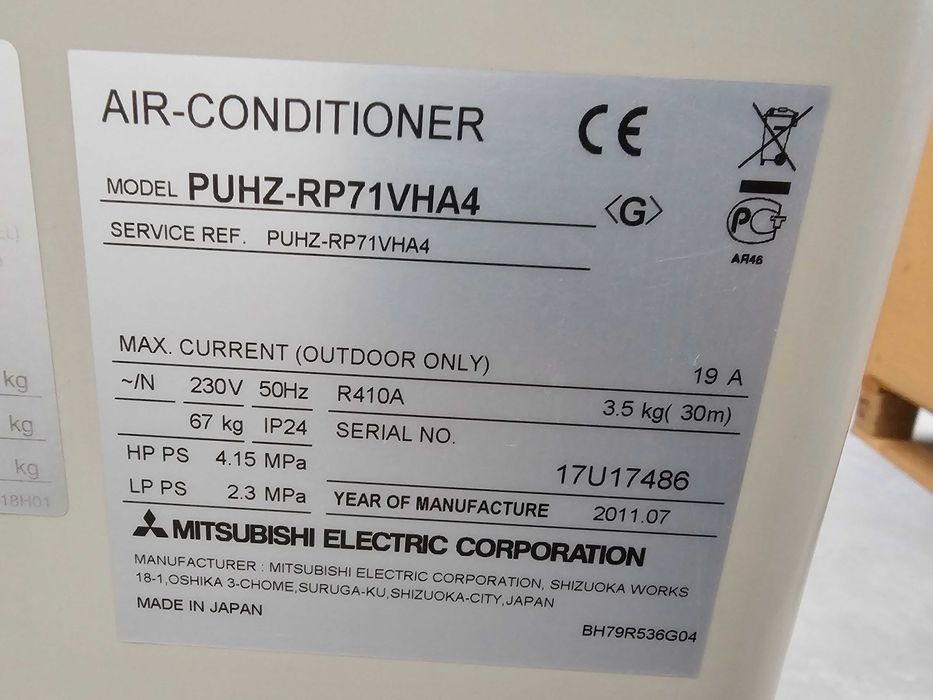 AIR-CONDITIONER CE
MODEL PUHZ-RP71VHA4 <G>
SERVICE REF. PUHZ-RP71VHA4
PCT
АЯ46
MAX. CURRENT (OUTDOOR ONLY) 19 A
~/N 230V 50Hz R410A 3.5 kg( 30m)
67 kg IP24 SERIAL NO.
HP PS 4.15 MPa 17U17486
LP PS 2.3 MPa YEAR OF MANUFACTURE 2011.07
MITSUBISHI ELECTRIC CORPORATION
MANUFACTURER : MITSUBISHI ELECTRIC CORPORATION, SHIZUOKA WORKS
18-1,OSHIKA 3-CHOME,SURUGA-KU,SHIZUOKA-CITY,JAPAN
MADE IN JAPAN
BH79R536G04
kg
kg
kg
18H01